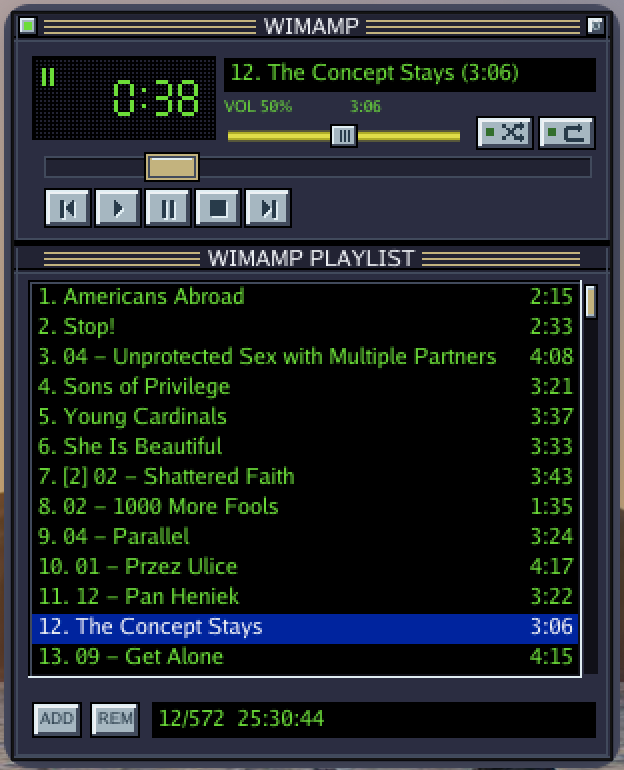 WIMAMP
0:38
12. The Concept Stays (3:06)
VOL 50% 3:06
WIMAMP PLAYLIST
1. Americans Abroad 2:15
2. Stop! 2:33
3. 04 – Unprotected Sex with Multiple Partners 4:08
4. Sons of Privilege 3:21
5. Young Cardinals 3:37
6. She Is Beautiful 3:33
7. [2] 02 – Shattered Faith 3:43
8. 02 – 1000 More Fools 1:35
9. 04 – Parallel 3:24
10. 01 – Przez Ulice 4:17
11. 12 – Pan Heniek 3:22
12. The Concept Stays 3:06
13. 09 – Get Alone 4:15
ADD REM 12/572 25:30:44